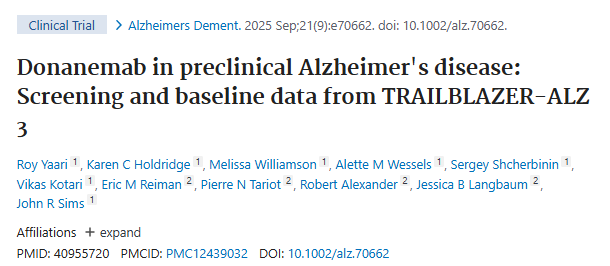 Clinical Trial > Alzheimers Dement. 2025 Sep;21(9):e70662. doi: 10.1002/alz.70662.
Donanemab in preclinical Alzheimer's disease:
Screening and baseline data from TRAILBLAZER-ALZ
3
Roy Yaari 1, Karen C Holdridge 1, Melissa Williamson 1, Alette M Wessels 1, Sergey Shcherbinin 1,
Vikas Kotari 1, Eric M Reiman 2, Pierre N Tariot 2, Robert Alexander 2, Jessica B Langbaum 2,
John R Sims 1
Affiliations + expand
PMID: 40955720 PMCID: PMC12439032 DOI: 10.1002/alz.70662